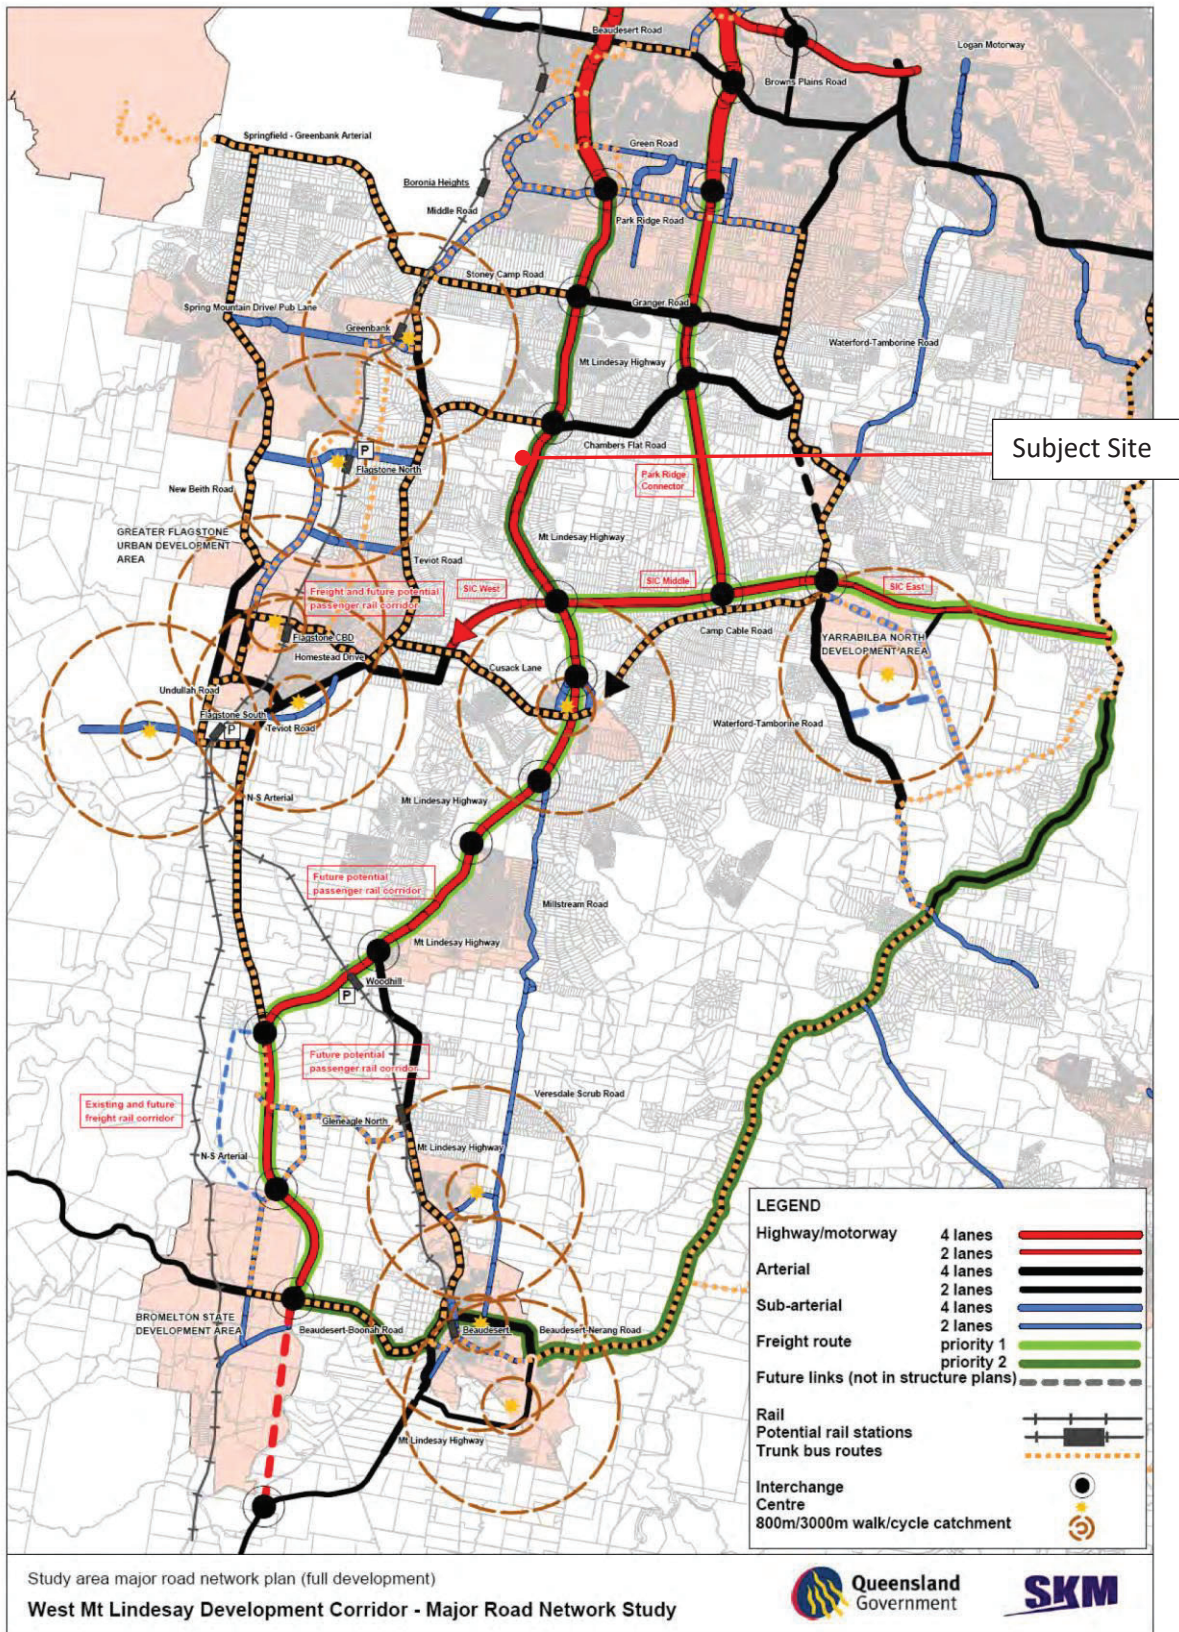 Beaudesert Road
Logan Motorway
Browns Plains Road
Springfield - Greenbank Arterial
Green Road
Boronia Heights
Middle Road
Park Ridge Road
Stoney Camp Road
Spring Mountain Drive/ Pub Lane
Granger Road
Greenbank
Waterford-Tamborine Road
Mt Lindesay Highway
Chambers Flat Road
Subject Site
P
Flagstone North
Park Ridge
Connector
New Beith Road
GREATER FLAGSTONE
URBAN DEVELOPMENT
AREA
Mt Lindesay Highway
Teviot Road
SIC West
SIC Middle
SIC East
Freight and future potential
passenger rail corridor
Flagstone CBD
Camp Cable Road
YARRABILBA NORTH
DEVELOPMENT AREA
Homestead Drive
Cusack Lane
Undullah Road
Flagstone South
P
Teviot Road
Waterford-Tamborine Road
N-S Arterial
Mt Lindesay Highway
Future potential
passenger rail corridor
Millstream Road
Mt Lindesay Highway
Woodhill
P
Future potential
passenger rail corridor
Existing and future
freight rail corridor
Veresdale Scrub Road
Gleneagle North
Mt Lindesay Highway
N-S Arterial
BROMELTON STATE
DEVELOPMENT AREA
Beaudesert-Boonah Road
Beaudesert
Beaudesert-Nerang Road
Mt Lindesay Highway
LEGEND
Highway/motorway 4 lanes
2 lanes
Arterial 4 lanes
2 lanes
Sub-arterial 4 lanes
2 lanes
Freight route priority 1
priority 2
Future links (not in structure plans)
Rail
Potential rail stations
Trunk bus routes
Interchange
Centre
800m/3000m walk/cycle catchment
Study area major road network plan (full development)
West Mt Lindesay Development Corridor - Major Road Network Study
Queensland
Government
SKM